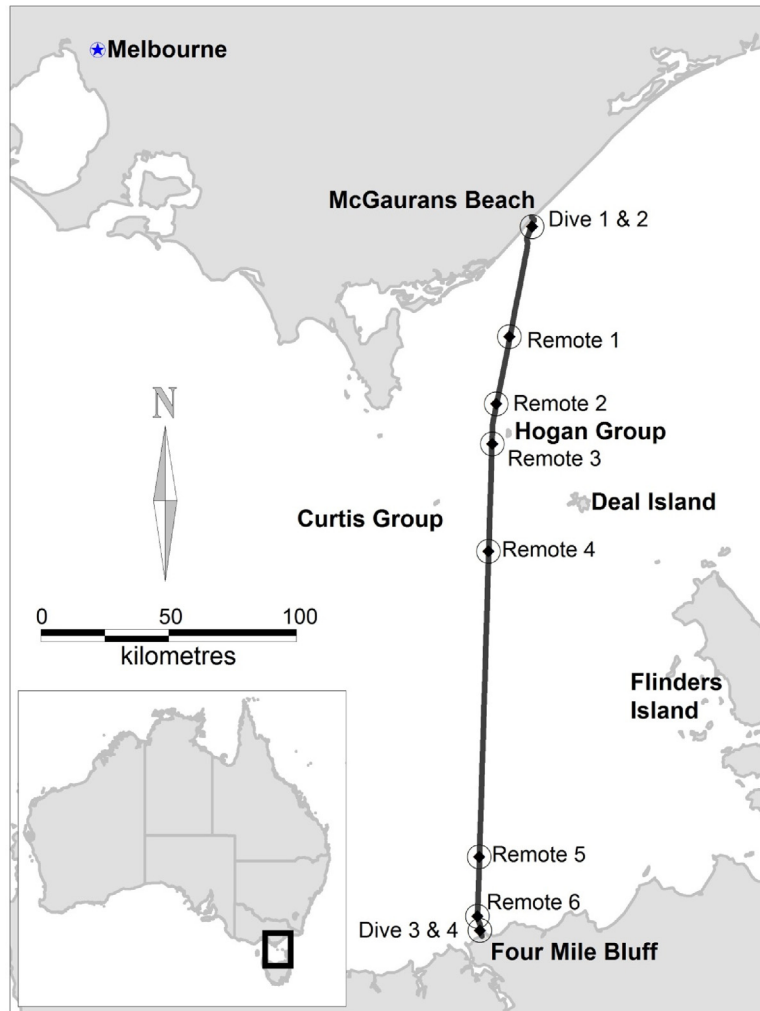 Melbourne
McGaurans Beach
Dive 1 & 2
Remote 1
N
Remote 2
Hogan Group
Remote 3
Deal Island
Curtis Group
Remote 4
0 50 100
kilometres
Flinders
Island
Remote 5
Remote 6
Dive 3 & 4
Four Mile Bluff